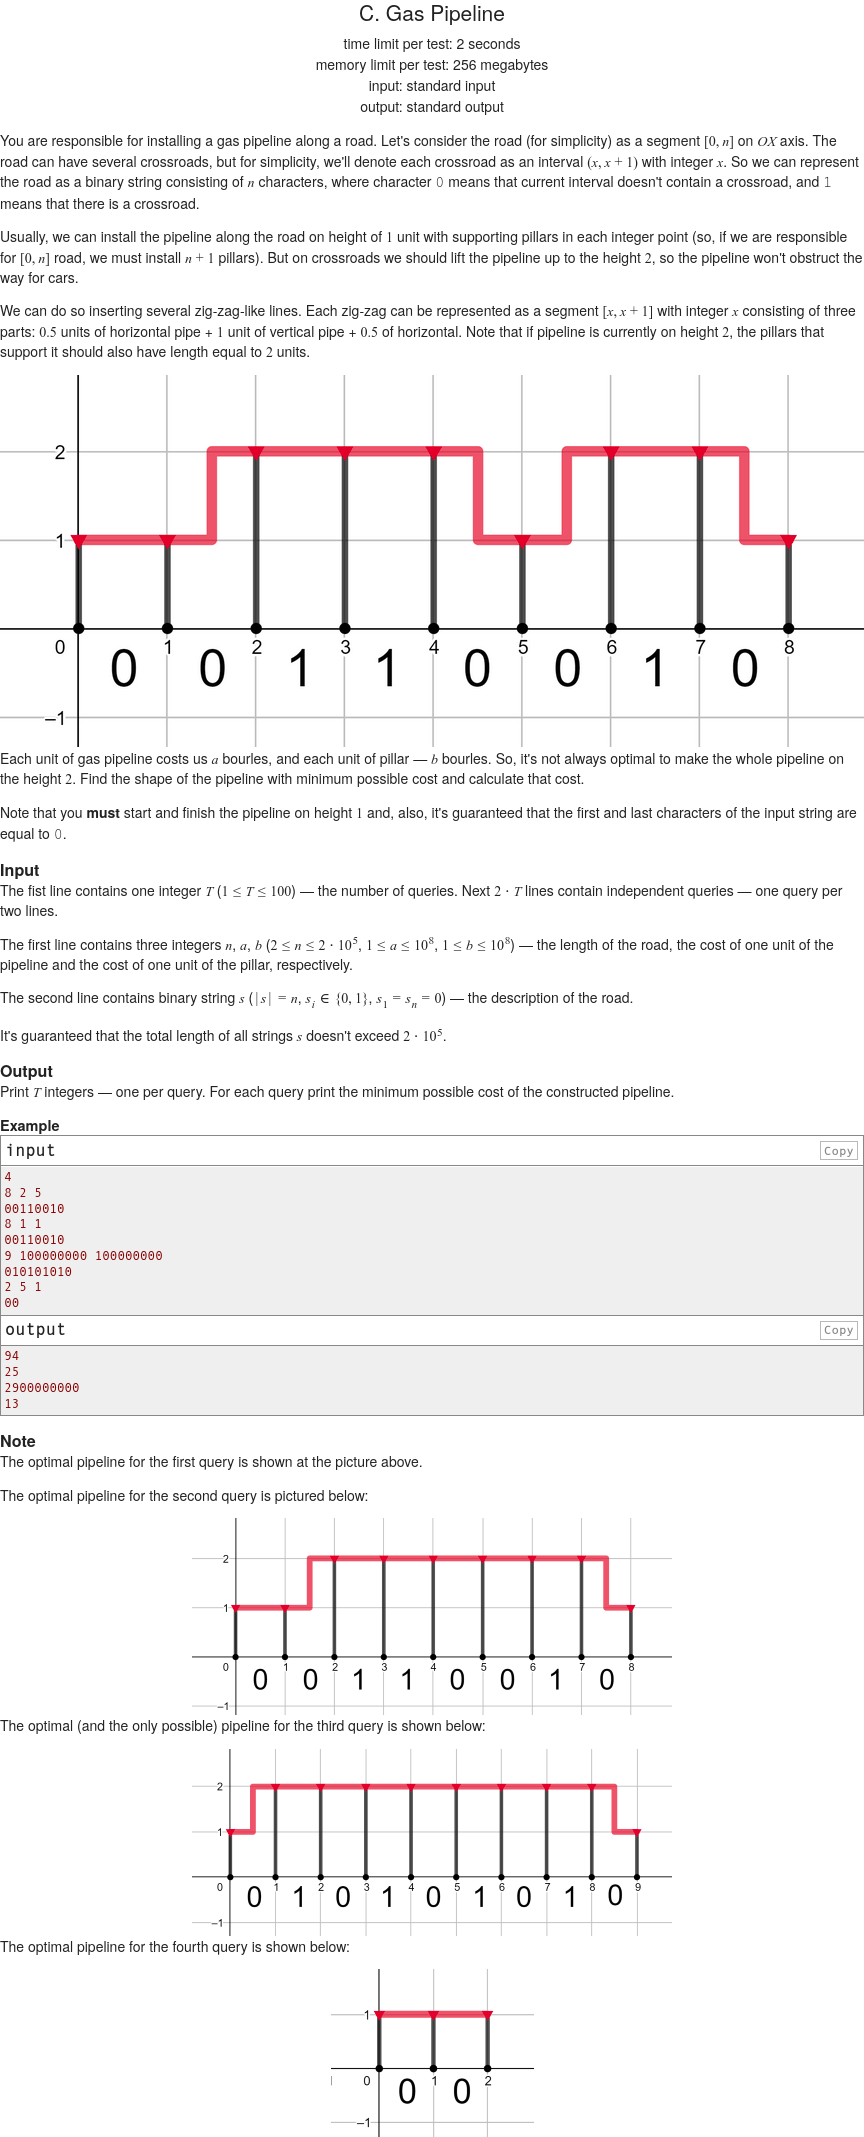 C. Gas Pipeline
time limit per test: 2 seconds
memory limit per test: 256 megabytes
input: standard input
output: standard output
You are responsible for installing a gas pipeline along a road. Let's consider the road (for simplicity) as a segment [0, n] on OX axis. The
road can have several crossroads, but for simplicity, we'll denote each crossroad as an interval (x, x + 1) with integer x. So we can represent
the road as a binary string consisting of n characters, where character 0 means that current interval doesn't contain a crossroad, and 1
means that there is a crossroad.
Usually, we can install the pipeline along the road on height of 1 unit with supporting pillars in each integer point (so, if we are responsible
for [0, n] road, we must install n + 1 pillars). But on crossroads we should lift the pipeline up to the height 2, so the pipeline won't obstruct the
way for cars.
We can do so inserting several zig-zag-like lines. Each zig-zag can be represented as a segment [x, x + 1] with integer x consisting of three
parts: 0.5 units of horizontal pipe + 1 unit of vertical pipe + 0.5 of horizontal. Note that if pipeline is currently on height 2, the pillars that
support it should also have length equal to 2 units.
2
1
0 1 2 3 4 5 6 7 8
0 0 1 1 0 0 1 0
–1
Each unit of gas pipeline costs us a bourles, and each unit of pillar — b bourles. So, it's not always optimal to make the whole pipeline on
the height 2. Find the shape of the pipeline with minimum possible cost and calculate that cost.
Note that you must start and finish the pipeline on height 1 and, also, it's guaranteed that the first and last characters of the input string are
equal to 0.
Input
The fist line contains one integer T (1 ≤ T ≤ 100) — the number of queries. Next 2 · T lines contain independent queries — one query per
two lines.
The first line contains three integers n, a, b (2 ≤ n ≤ 2 · 10^5, 1 ≤ a ≤ 10^8, 1 ≤ b ≤ 10^8) — the length of the road, the cost of one unit of the
pipeline and the cost of one unit of the pillar, respectively.
The second line contains binary string s (|s| = n, s_i ∈ {0, 1}, s_1 = s_n = 0) — the description of the road.
It's guaranteed that the total length of all strings s doesn't exceed 2 · 10^5.
Output
Print T integers — one per query. For each query print the minimum possible cost of the constructed pipeline.
Example
input Copy
4
8 2 5
00110010
8 1 1
00110010
9 100000000 100000000
010101010
2 5 1
00
output Copy
94
25
2900000000
13
Note
The optimal pipeline for the first query is shown at the picture above.
The optimal pipeline for the second query is pictured below:
2
1
0 1 2 3 4 5 6 7 8
0 0 1 1 0 0 1 0
–1
The optimal (and the only possible) pipeline for the third query is shown below:
2
1
0 1 2 3 4 5 6 7 8 9
0 1 0 1 0 1 0 1 0
–1
The optimal pipeline for the fourth query is shown below:
1
0 1 2
0 0
–1